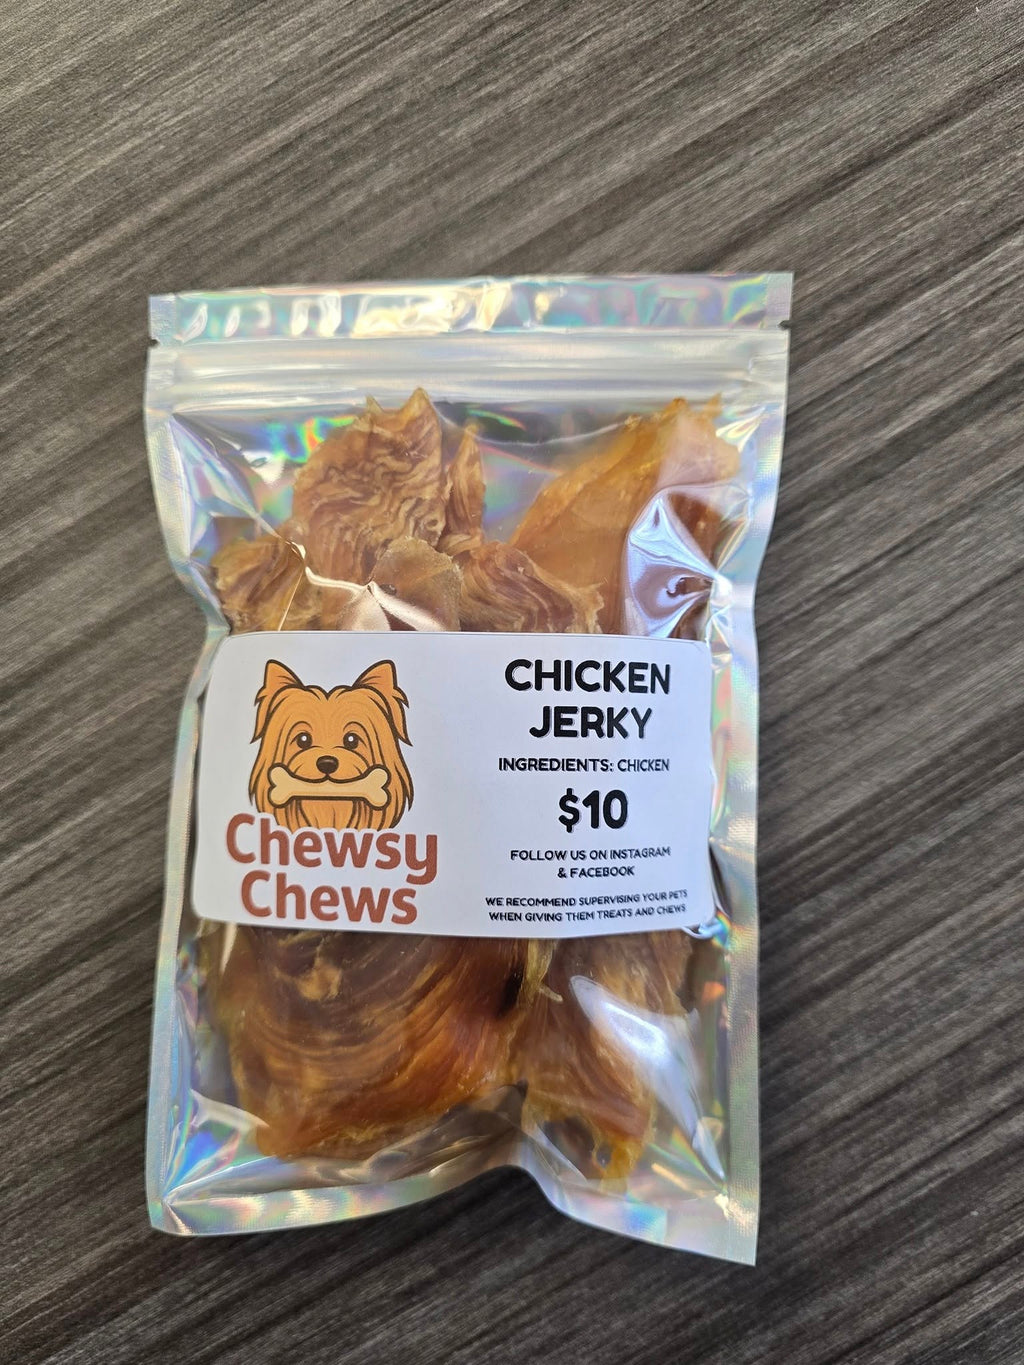 Chewsy
Chews
CHICKEN
JERKY
INGREDIENTS: CHICKEN
$10
FOLLOW US ON INSTAGRAM
& FACEBOOK
WE RECOMMEND SUPERVISING YOUR PETS
WHEN GIVING THEM TREATS AND CHEWS